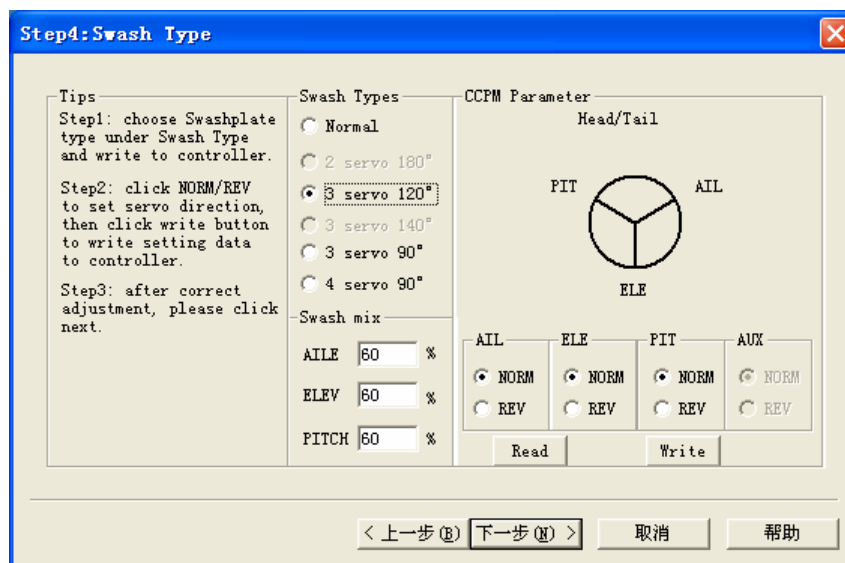 Step4:Swash Type
Tips
Step1: choose Swashplate
type under Swash Type
and write to controller.
Step2: click NORM/REV
to set servo direction,
then click write button
to write setting data
to controller.
Step3: after correct
adjustment, please click
next.
Swash Types
Normal
2 servo 180°
3 servo 120°
3 servo 140°
3 servo 90°
4 servo 90°
Swash mix
AILE 60 %
ELEV 60 %
PITCH 60 %
CCPM Parameter
Head/Tail
PIT AIL
ELE
AIL ELE PIT AUX
NORM NORM NORM NORM
REV REV REV REV
Read Write
< 上一步(B) 下一步(N) > 取消 帮助